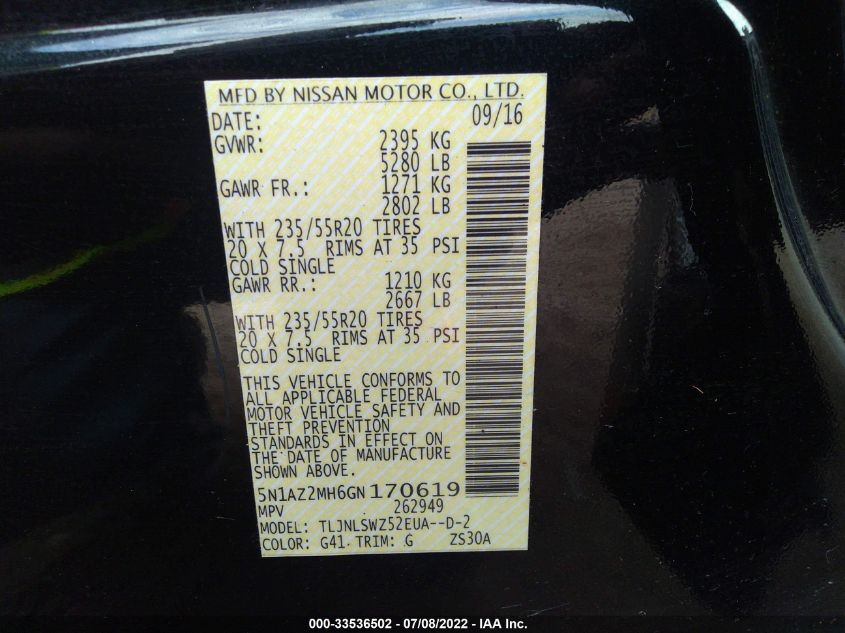 MFD BY NISSAN MOTOR CO., LTD.
DATE: 09/16
GVWR: 2395 KG
5280 LB
GAWR FR.: 1271 KG
2802 LB
WITH 235/55R20 TIRES
20 X 7.5 RIMS AT 35 PSI
COLD SINGLE
GAWR RR.: 1210 KG
2667 LB
WITH 235/55R20 TIRES
20 X 7.5 RIMS AT 35 PSI
COLD SINGLE
THIS VEHICLE CONFORMS TO
ALL APPLICABLE FEDERAL
MOTOR VEHICLE SAFETY AND
THEFT PREVENTION
STANDARDS IN EFFECT ON
THE DATE OF MANUFACTURE
SHOWN ABOVE.
5N1AZ2MH6GN170619
MPV 262949
MODEL: TLJNLSWZ52EUA--D-2
COLOR: G41 TRIM: G ZS30A
000-33536502 - 07/08/2022 - IAA Inc.